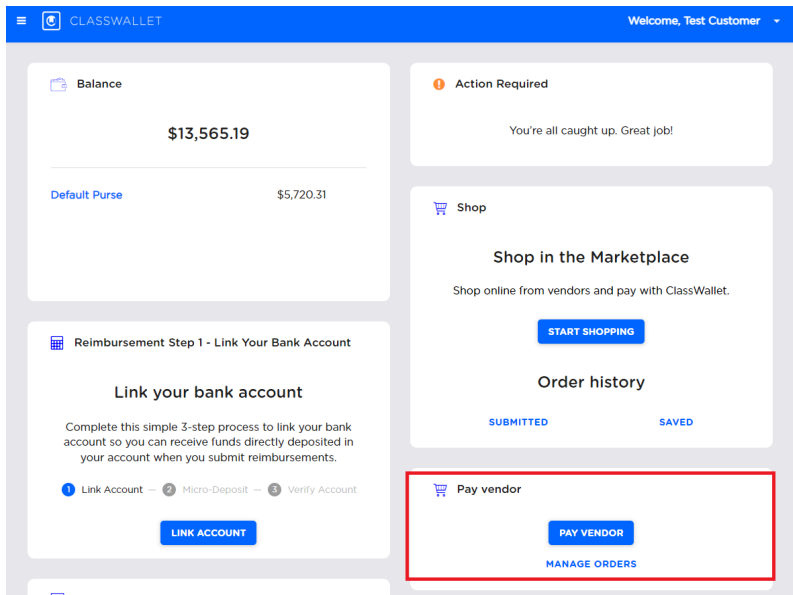 CLASSWALLET
Welcome, Test Customer
Balance
$13,565.19
Default Purse $5,720.31
Reimbursement Step 1 - Link Your Bank Account
Link your bank account
Complete this simple 3-step process to link your bank
account so you can receive funds directly deposited in
your account when you submit reimbursements.
1 Link Account — 2 Micro-Deposit — 3 Verify Account
LINK ACCOUNT
Action Required
You're all caught up. Great job!
Shop
Shop in the Marketplace
Shop online from vendors and pay with ClassWallet.
START SHOPPING
Order history
SUBMITTED SAVED
Pay vendor
PAY VENDOR
MANAGE ORDERS